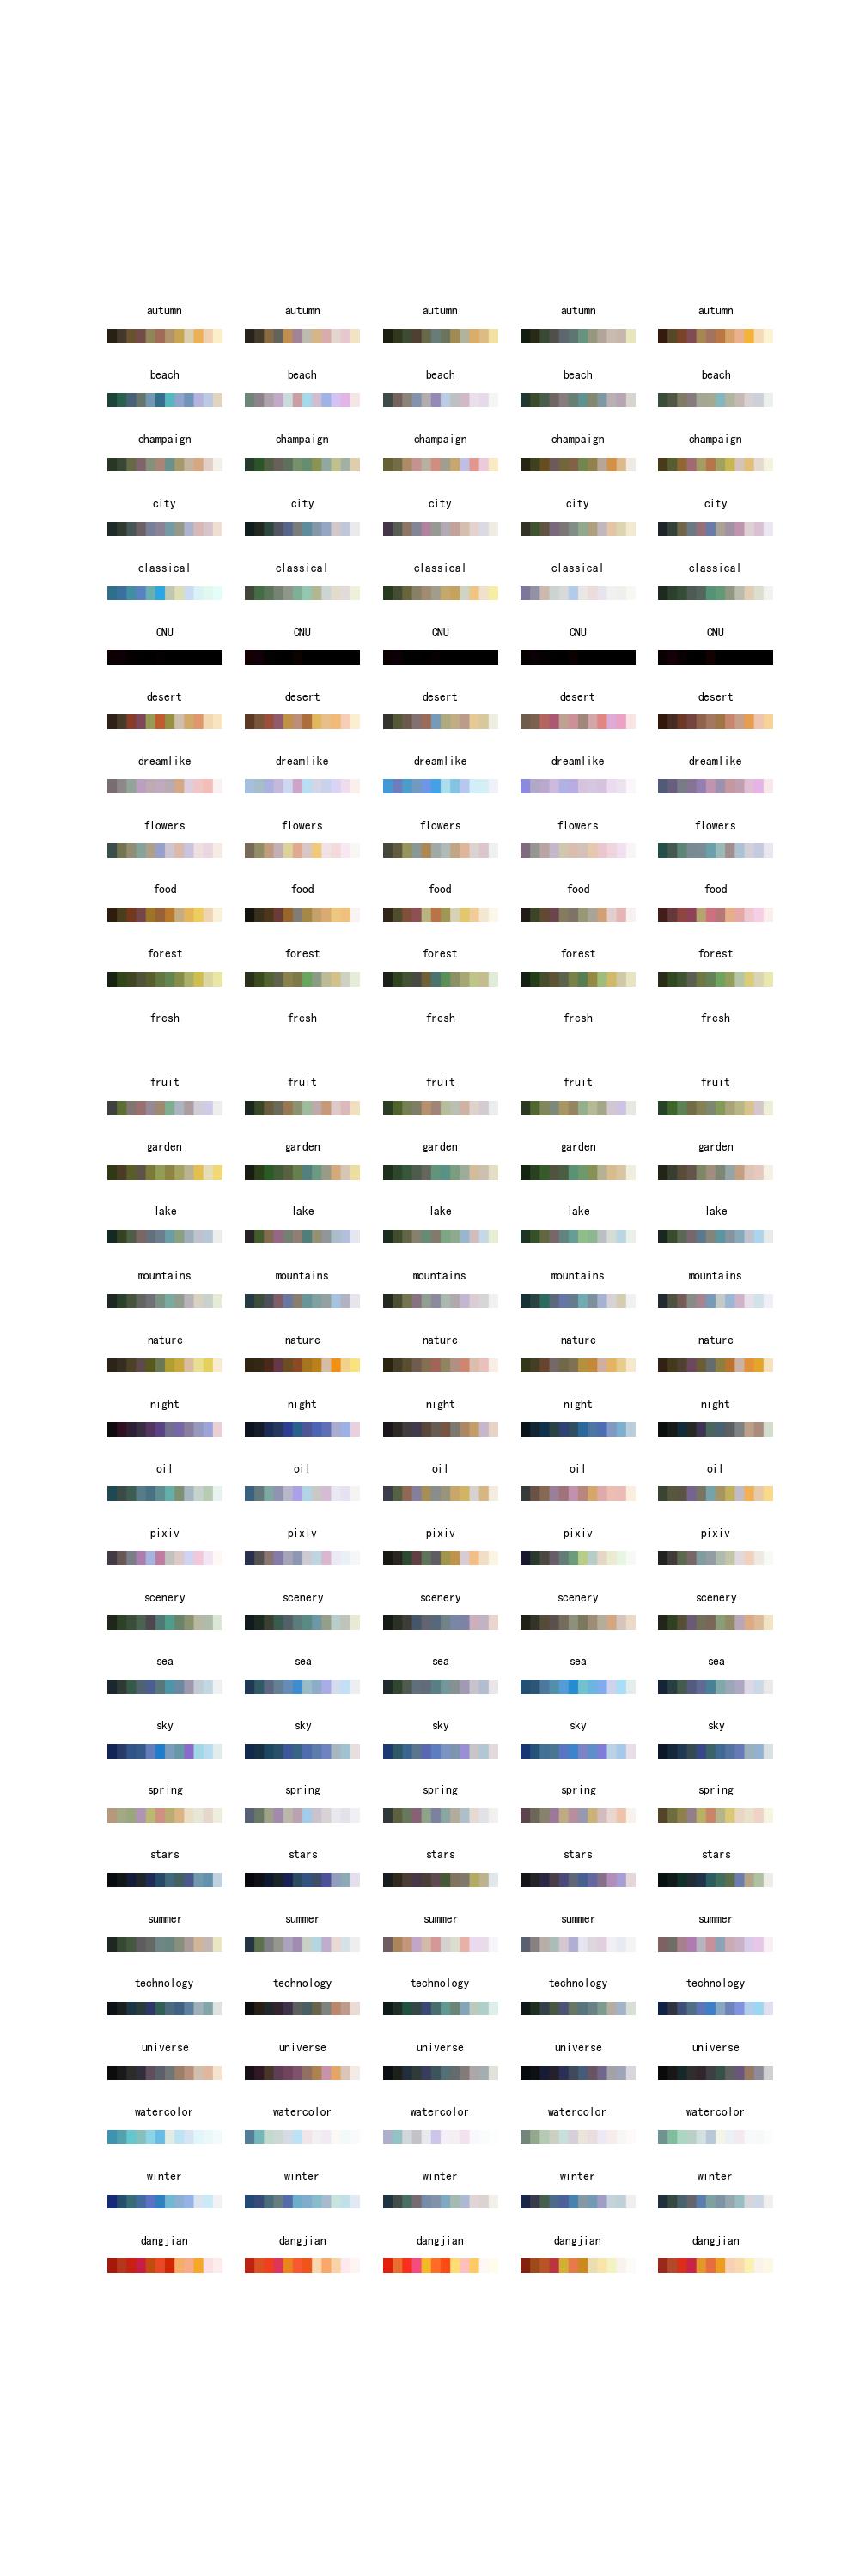 autumn autumn autumn autumn autumn
beach beach beach beach beach
champaign champaign champaign champaign champaign
city city city city city
classical classical classical classical classical
CNU CNU CNU CNU CNU
desert desert desert desert desert
dreamlike dreamlike dreamlike dreamlike dreamlike
flowers flowers flowers flowers flowers
food food food food food
forest forest forest forest forest
fresh fresh fresh fresh fresh
fruit fruit fruit fruit fruit
garden garden garden garden garden
lake lake lake lake lake
mountains mountains mountains mountains mountains
nature nature nature nature nature
night night night night night
oil oil oil oil oil
pixiv pixiv pixiv pixiv pixiv
scenery scenery scenery scenery scenery
sea sea sea sea sea
sky sky sky sky sky
spring spring spring spring spring
stars stars stars stars stars
summer summer summer summer summer
technology technology technology technology technology
universe universe universe universe universe
watercolor watercolor watercolor watercolor watercolor
winter winter winter winter winter
dangjian dangjian dangjian dangjian dangjian